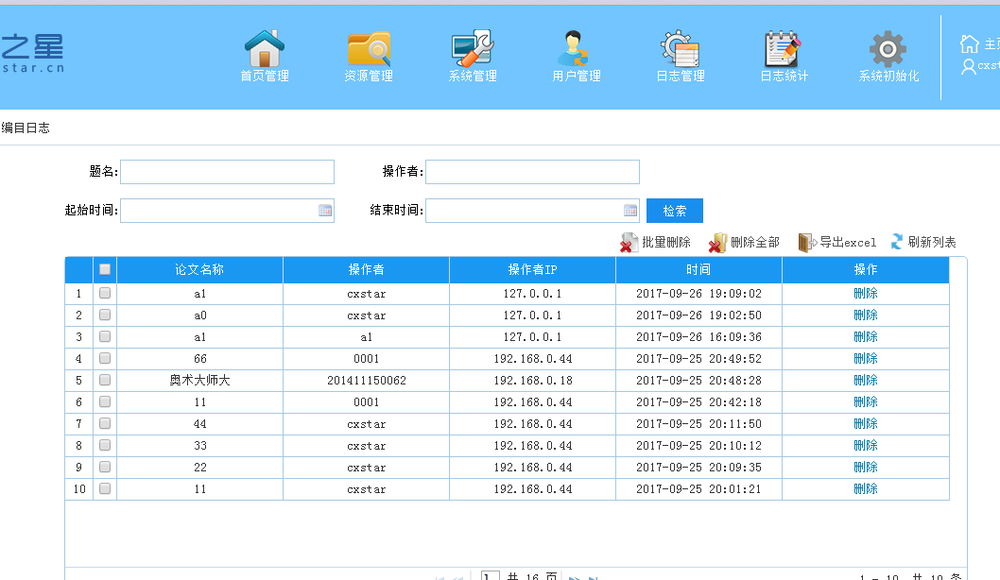 之星
star.cn
首页管理 资源管理 系统管理 用户管理 日志管理 日志统计 系统初始化
主页
cxst
编目日志
题名: 操作者:
起始时间: 结束时间: 检索
批量删除 删除全部 导出excel 刷新列表
论文名称 操作者 操作者IP 时间 操作
1 a1 cxstar 127.0.0.1 2017-09-26 19:09:02 删除
2 a0 cxstar 127.0.0.1 2017-09-26 19:02:50 删除
3 a1 a1 127.0.0.1 2017-09-26 16:09:36 删除
4 66 0001 192.168.0.44 2017-09-25 20:49:52 删除
5 奥术大师大 201411150062 192.168.0.18 2017-09-25 20:48:28 删除
6 11 0001 192.168.0.44 2017-09-25 20:42:18 删除
7 44 cxstar 192.168.0.44 2017-09-25 20:11:50 删除
8 33 cxstar 192.168.0.44 2017-09-25 20:10:12 删除
9 22 cxstar 192.168.0.44 2017-09-25 20:09:35 删除
10 11 cxstar 192.168.0.44 2017-09-25 20:01:21 删除
1 共 16 页 1 - 10 共 10 条